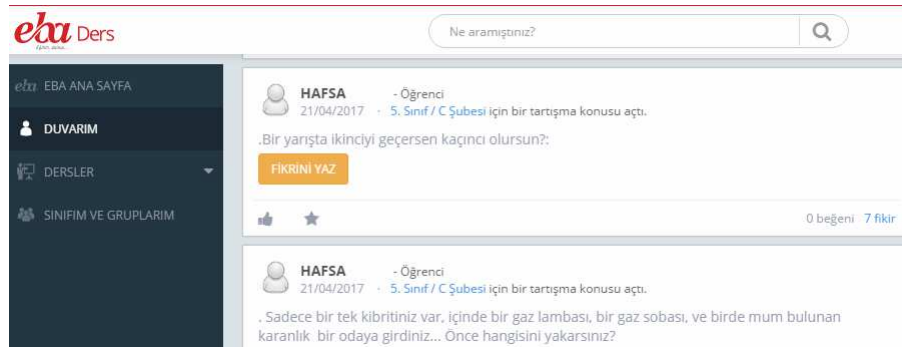 eba Ders
Ne aramıştınız?
eba EBA ANA SAYFA
DUVARIM
DERSLER
SINIFIM VE GRUPLARIM
HAFSA - Öğrenci
21/04/2017 · 5. Sınıf / C Şubesi için bir tartışma konusu açtı.
.Bir yarışta ikinciyi geçersen kaçıncı olursun?:
FİKRİNİ YAZ
0 beğeni · 7 fikir
HAFSA - Öğrenci
21/04/2017 · 5. Sınıf / C Şubesi için bir tartışma konusu açtı.
. Sadece bir tek kibritiniz var, içinde bir gaz lambası, bir gaz sobası, ve birde mum bulunan
karanlık bir odaya girdiniz... Önce hangisini yakarsınız?